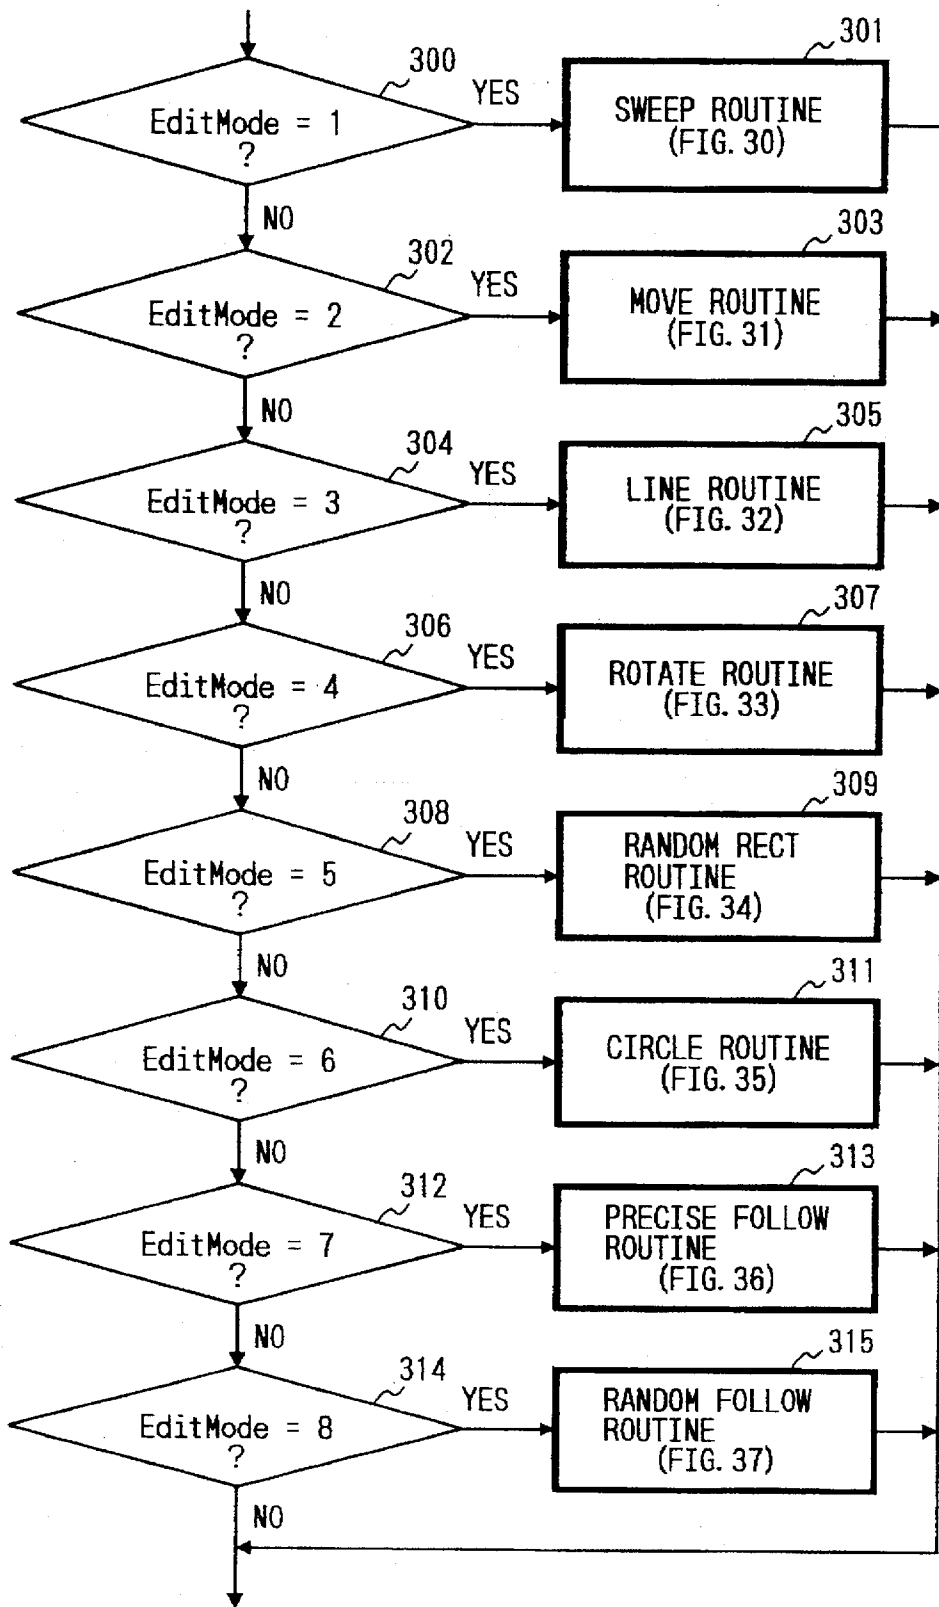 300
301
EditMode = 1
?
YES
SWEEP ROUTINE
(FIG. 30)
NO
302
303
EditMode = 2
?
YES
MOVE ROUTINE
(FIG. 31)
NO
304
305
EditMode = 3
?
YES
LINE ROUTINE
(FIG. 32)
NO
306
307
EditMode = 4
?
YES
ROTATE ROUTINE
(FIG. 33)
NO
308
309
EditMode = 5
?
YES
RANDOM RECT
ROUTINE
(FIG. 34)
NO
310
311
EditMode = 6
?
YES
CIRCLE ROUTINE
(FIG. 35)
NO
312
313
EditMode = 7
?
YES
PRECISE FOLLOW
ROUTINE
(FIG. 36)
NO
314
315
EditMode = 8
?
YES
RANDOM FOLLOW
ROUTINE
(FIG. 37)
NO